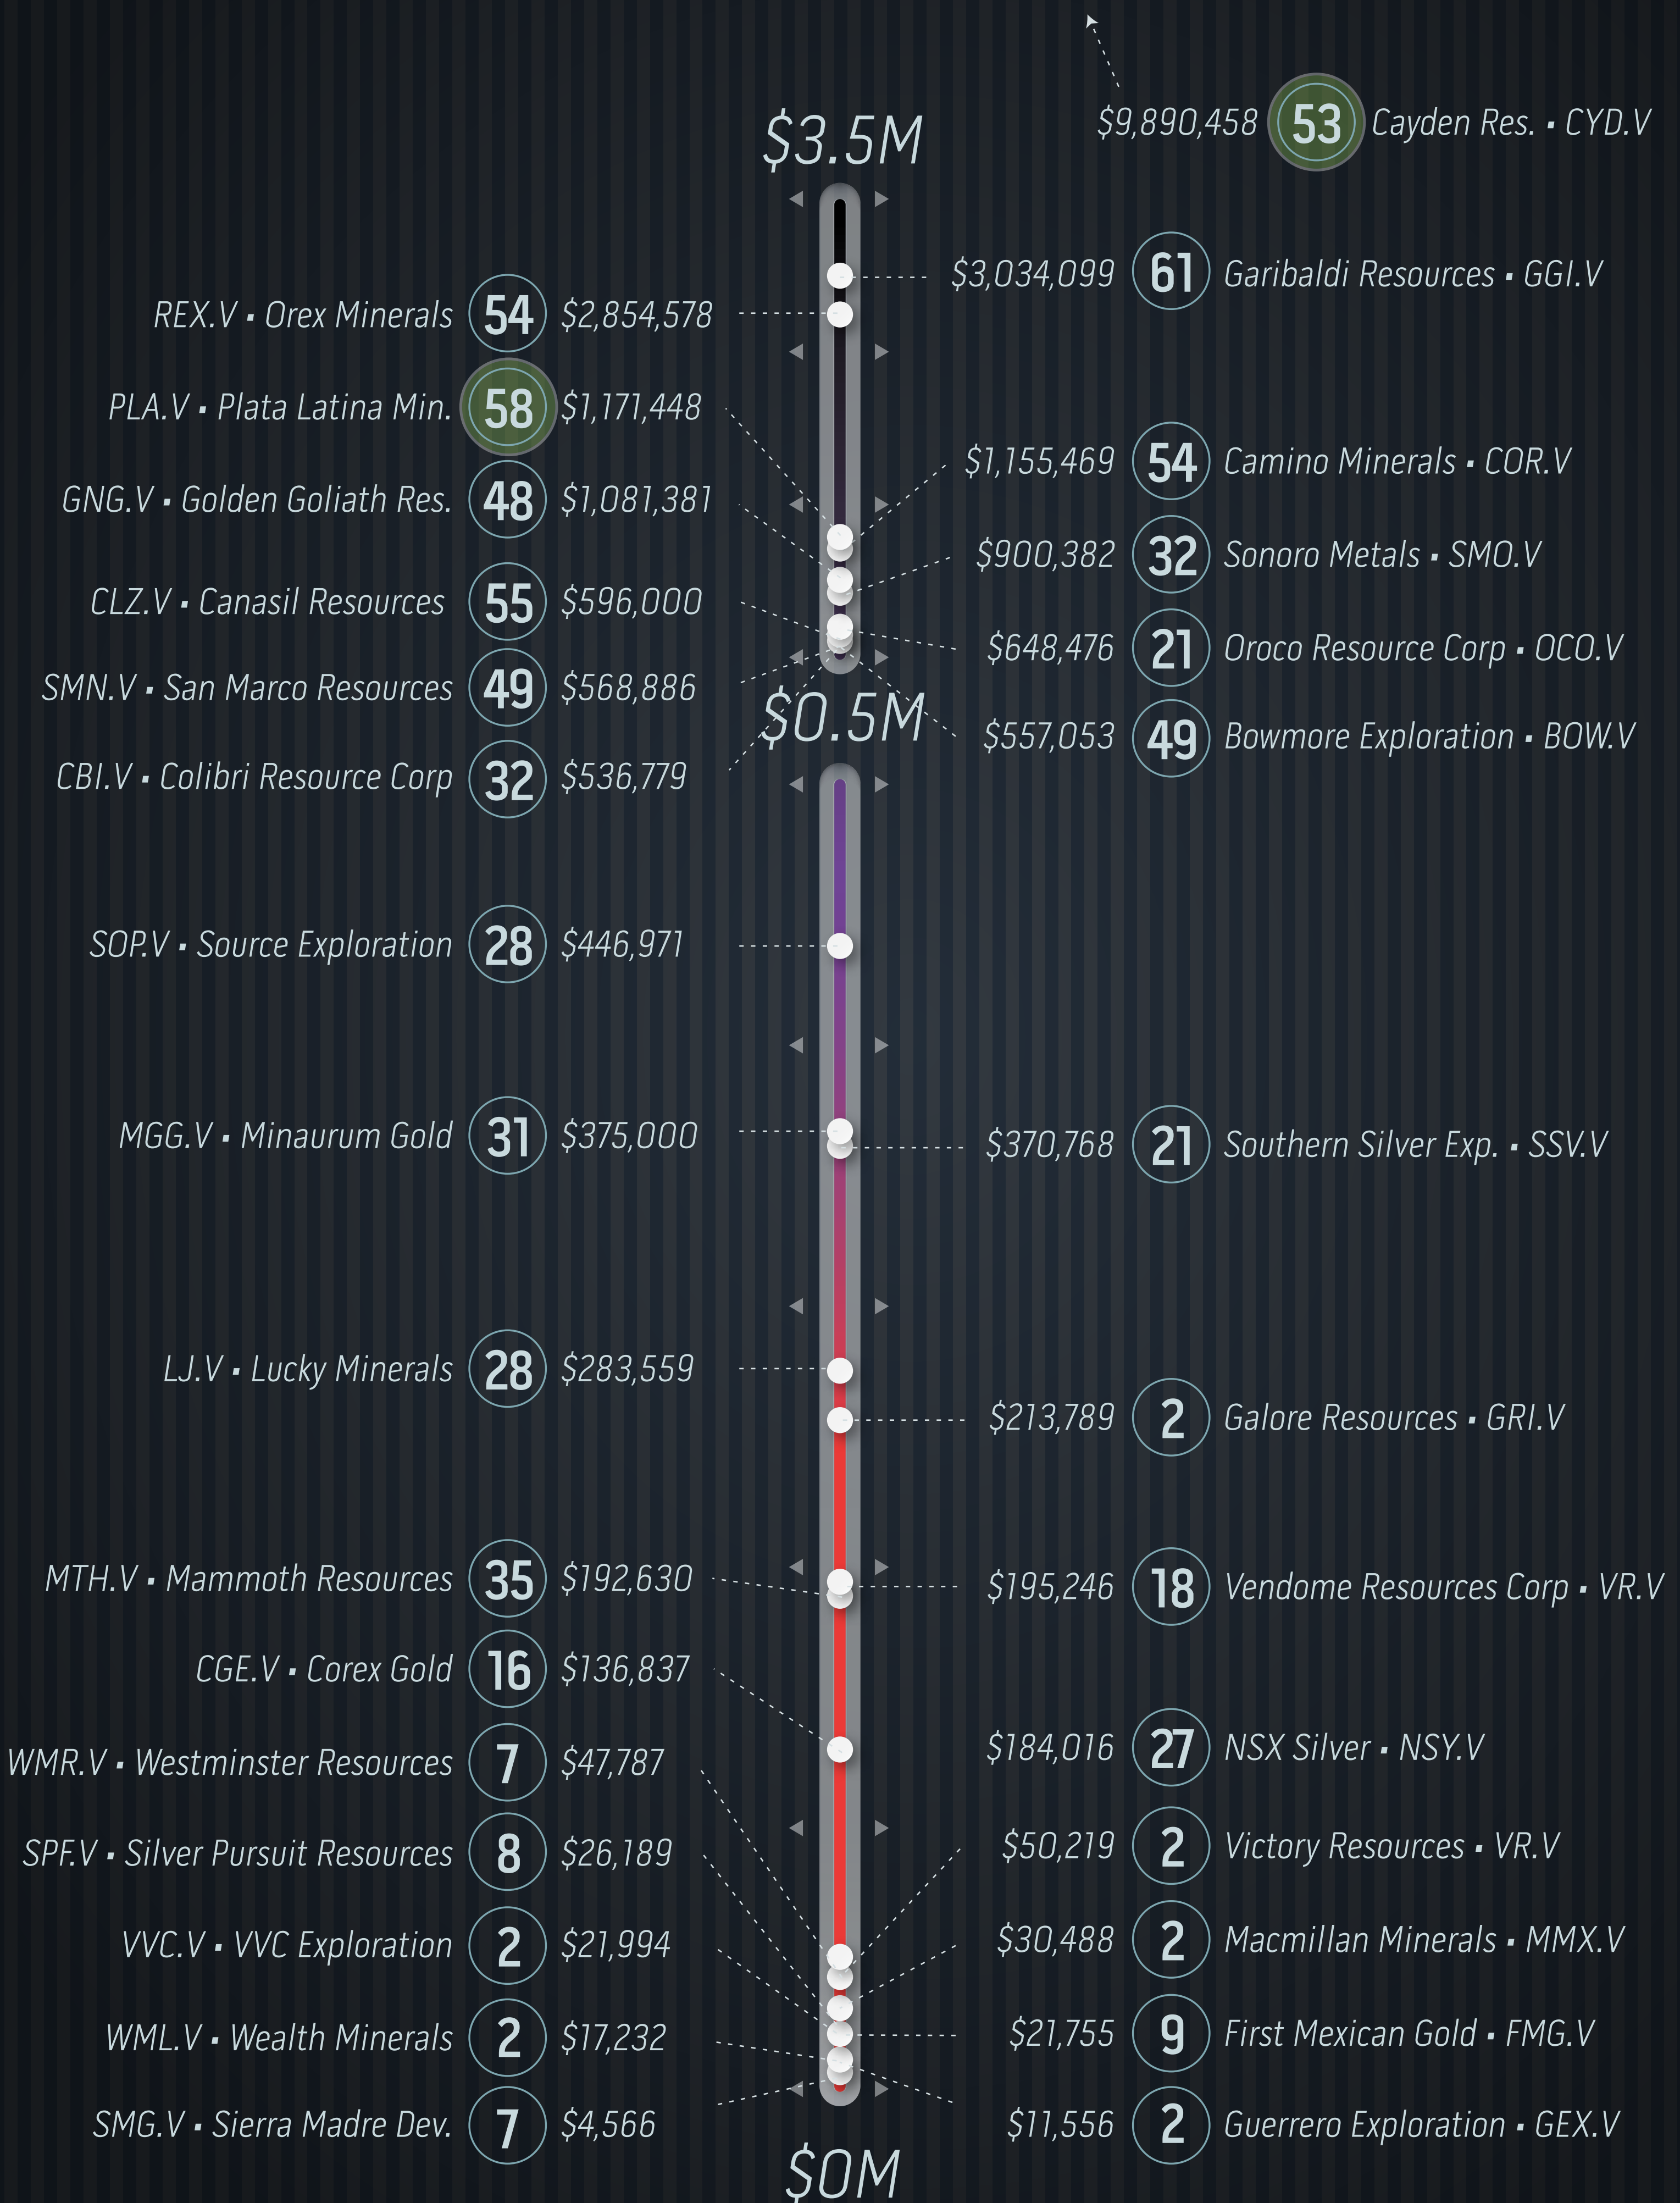 $9,890,458 53 Cayden Res. ▪ CYD.V
$3.5M
$3,034,099 61 Garibaldi Resources ▪ GGI.V
REX.V ▪ Orex Minerals 54 $2,854,578
PLA.V ▪ Plata Latina Min. 58 $1,171,448
$1,155,469 54 Camino Minerals ▪ COR.V
GNG.V ▪ Golden Goliath Res. 48 $1,081,381
$900,382 32 Sonoro Metals ▪ SMO.V
CLZ.V ▪ Canasil Resources 55 $596,000
$648,476 21 Oroco Resource Corp ▪ OCO.V
SMN.V ▪ San Marco Resources 49 $568,886
$0.5M
$557,053 49 Bowmore Exploration ▪ BOW.V
CBI.V ▪ Colibri Resource Corp 32 $536,779
SOP.V ▪ Source Exploration 28 $446,971
MGG.V ▪ Minaurum Gold 31 $375,000
$370,768 21 Southern Silver Exp. ▪ SSV.V
LJ.V ▪ Lucky Minerals 28 $283,559
$213,789 2 Galore Resources ▪ GRI.V
MTH.V ▪ Mammoth Resources 35 $192,630
$195,246 18 Vendome Resources Corp ▪ VR.V
CGE.V ▪ Corex Gold 16 $136,837
$184,016 27 NSX Silver ▪ NSY.V
WMR.V ▪ Westminster Resources 7 $47,787
$50,219 2 Victory Resources ▪ VR.V
SPF.V ▪ Silver Pursuit Resources 8 $26,189
$30,488 2 Macmillan Minerals ▪ MMX.V
VVC.V ▪ VVC Exploration 2 $21,994
$21,755 9 First Mexican Gold ▪ FMG.V
WML.V ▪ Wealth Minerals 2 $17,232
$11,556 2 Guerrero Exploration ▪ GEX.V
SMG.V ▪ Sierra Madre Dev. 7 $4,566
$0M